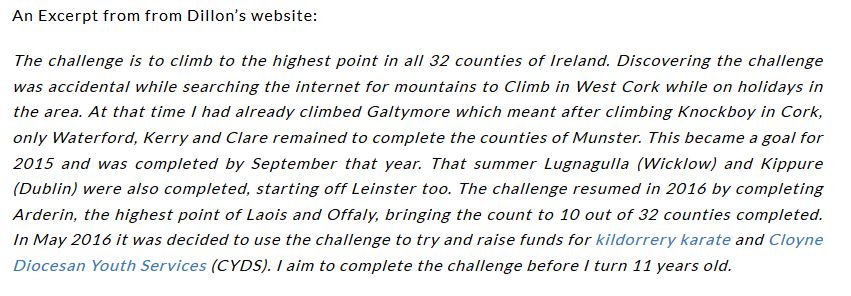 An Excerpt from from Dillon's website:
The challenge is to climb to the highest point in all 32 counties of Ireland. Discovering the challenge
was accidental while searching the internet for mountains to Climb in West Cork while on holidays in
the area. At that time I had already climbed Galtymore which meant after climbing Knockboy in Cork,
only Waterford, Kerry and Clare remained to complete the counties of Munster. This became a goal for
2015 and was completed by September that year. That summer Lugnagulla (Wicklow) and Kippure
(Dublin) were also completed, starting off Leinster too. The challenge resumed in 2016 by completing
Arderin, the highest point of Laois and Offaly, bringing the count to 10 out of 32 counties completed.
In May 2016 it was decided to use the challenge to try and raise funds for kildorrery karate and Cloyne
Diocesan Youth Services (CYDS). I aim to complete the challenge before I turn 11 years old.